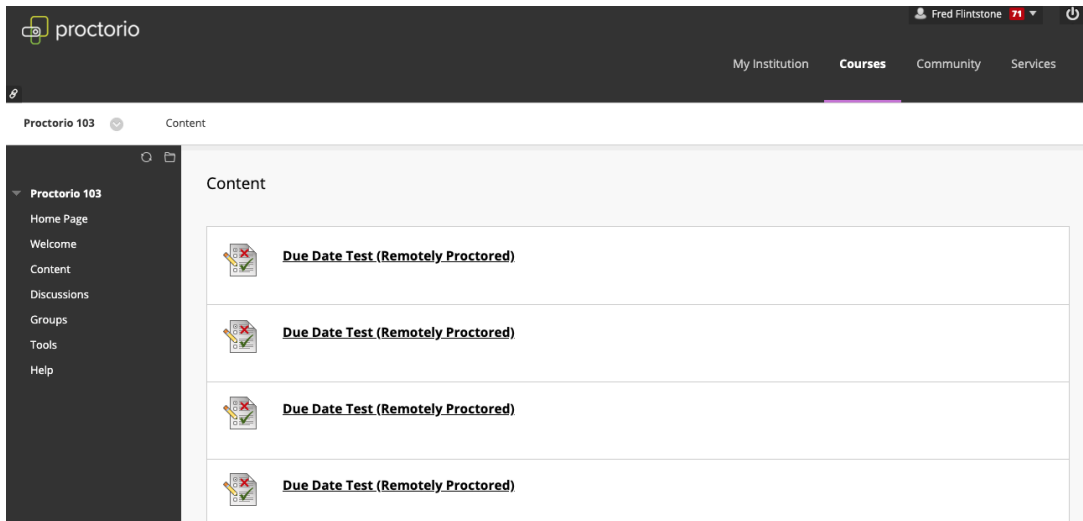 proctorio
Fred Flintstone 71
My Institution Courses Community Services
Proctorio 103 Content
Proctorio 103
Home Page
Welcome
Content
Discussions
Groups
Tools
Help
Content
Due Date Test (Remotely Proctored)
Due Date Test (Remotely Proctored)
Due Date Test (Remotely Proctored)
Due Date Test (Remotely Proctored)